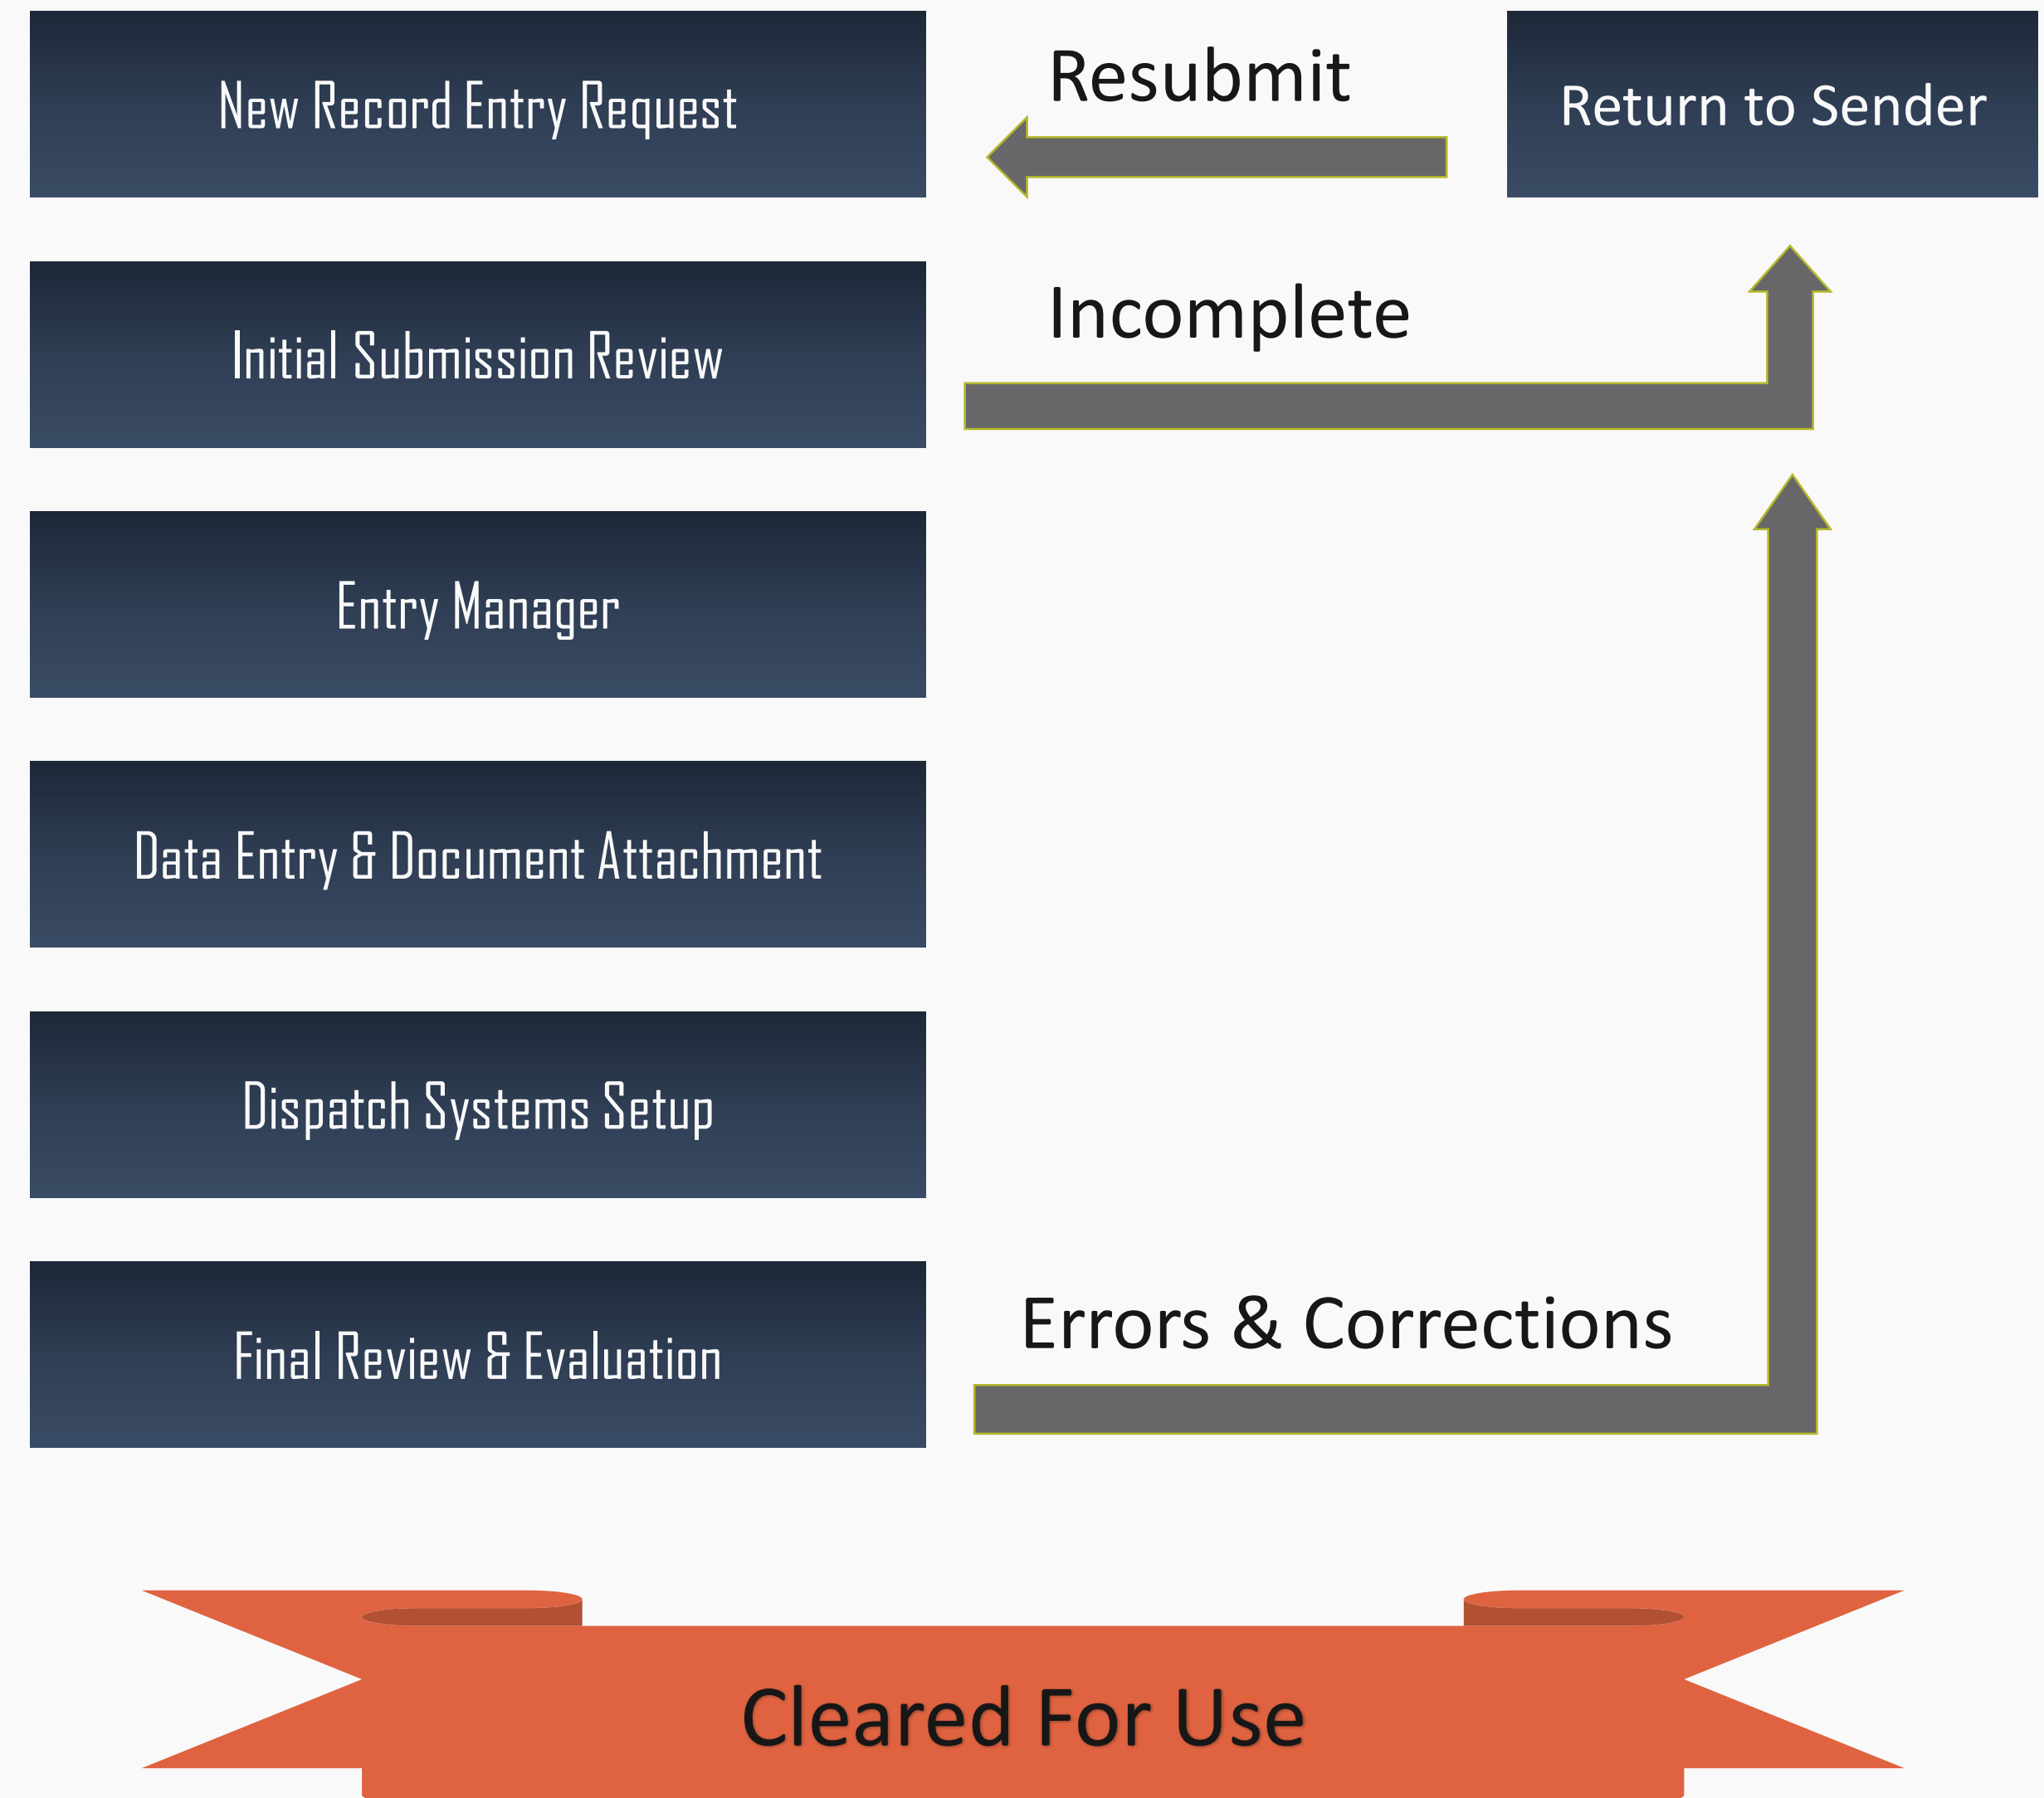 New Record Entry Request
Resubmit
Return to Sender
Initial Submission Review
Incomplete
Entry Manager
Data Entry & Document Attachment
Dispatch Systems Setup
Final Review & Evaluation
Errors & Corrections
Cleared For Use